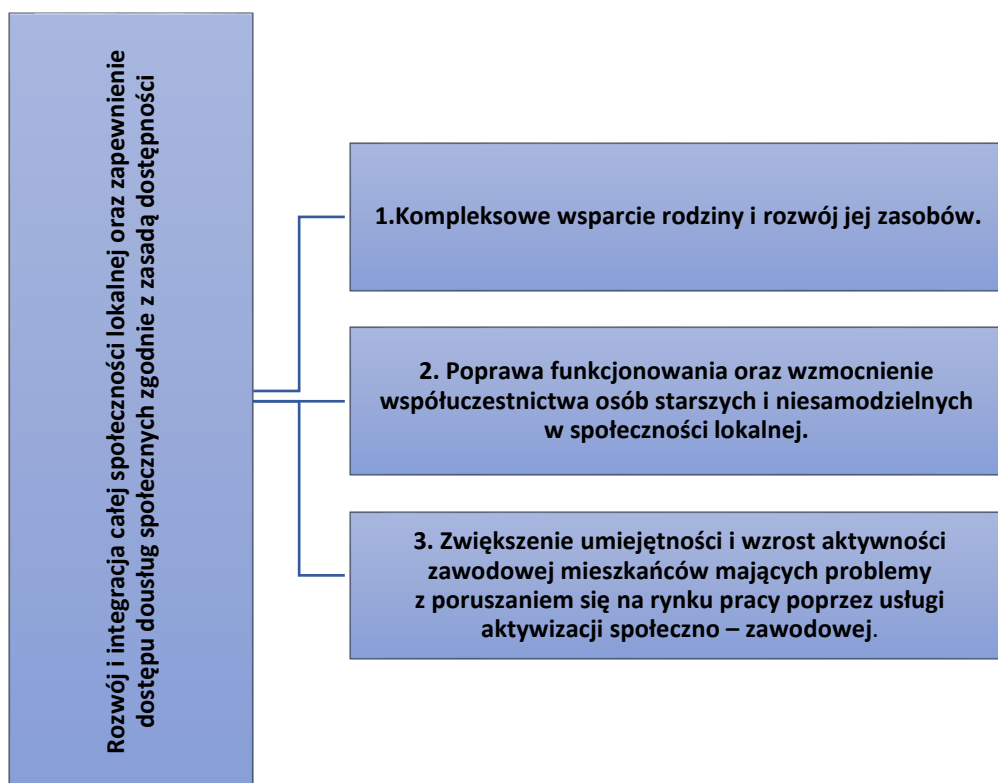 Rozwój i integracja całej społeczności lokalnej oraz zapewnienie
dostępu dousług społecznych zgodnie z zasadą dostępności
1.Kompleksowe wsparcie rodziny i rozwój jej zasobów.
2. Poprawa funkcjonowania oraz wzmocnienie
współuczestnictwa osób starszych i niesamodzielnych
w społeczności lokalnej.
3. Zwiększenie umiejętności i wzrost aktywności
zawodowej mieszkańców mających problemy
z poruszaniem się na rynku pracy poprzez usługi
aktywizacji społeczno – zawodowej.